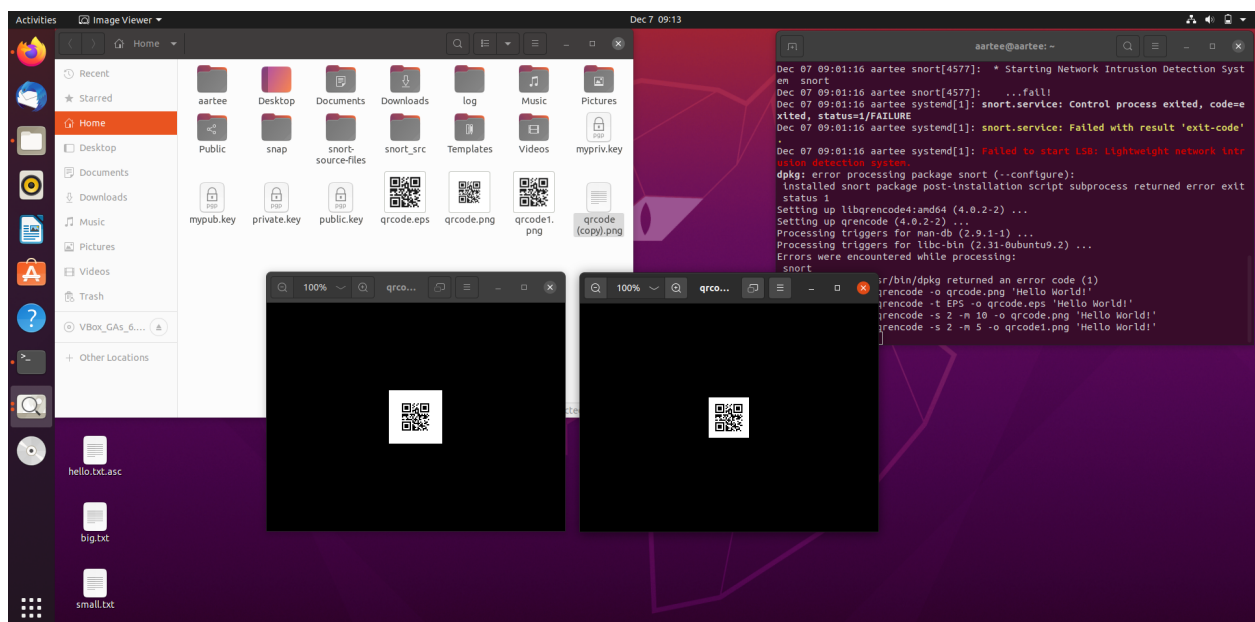 Activities Image Viewer Dec 7 09:13
Home
Recent
Starred
Home
Desktop
Documents
Downloads
Music
Pictures
Videos
Trash
VBox_GAs_6....
Other Locations
aartee Desktop Documents Downloads log Music Pictures
Public snap snort-source-files snort_src Templates Videos mypriv.key
mypub.key private.key public.key qrcode.eps qrcode.png qrcode1.png qrcode (copy).png
hello.txt.asc
big.txt
small.txt
100% qrco...
100% qrco...
aartee@aartee: ~
Dec 07 09:01:16 aartee snort[4577]: * Starting Network Intrusion Detection Syst
em snort
Dec 07 09:01:16 aartee snort[4577]: ...fail!
Dec 07 09:01:16 aartee systemd[1]: snort.service: Control process exited, code=e
xited, status=1/FAILURE
Dec 07 09:01:16 aartee systemd[1]: snort.service: Failed with result 'exit-code'
.
Dec 07 09:01:16 aartee systemd[1]: Failed to start LSB: Lightweight network intr
usion detection system.
dpkg: error processing package snort (--configure):
installed snort package post-installation script subprocess returned error exit
status 1
Setting up libqrencode4:amd64 (4.0.2-2) ...
Setting up qrencode (4.0.2-2) ...
Processing triggers for man-db (2.9.1-1) ...
Processing triggers for libc-bin (2.31-0ubuntu9.2) ...
Errors were encountered while processing:
snort
sr/bin/dpkg returned an error code (1)
qrencode -o qrcode.png 'Hello World!'
qrencode -t EPS -o qrcode.eps 'Hello World!'
qrencode -s 2 -m 10 -o qrcode.png 'Hello World!'
qrencode -s 2 -m 5 -o qrcode1.png 'Hello World!'